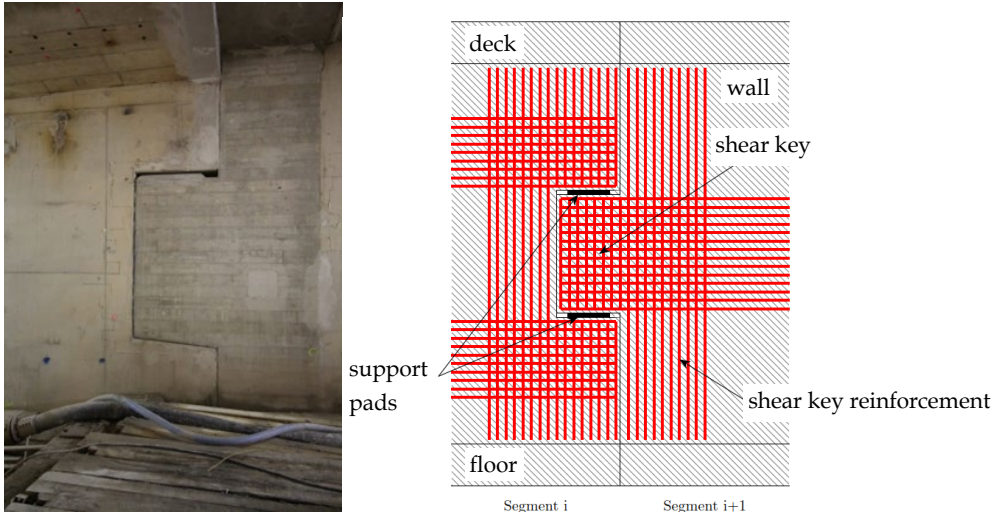 deck
wall
shear key
support
pads
shear key reinforcement
floor
Segment i
Segment i+1